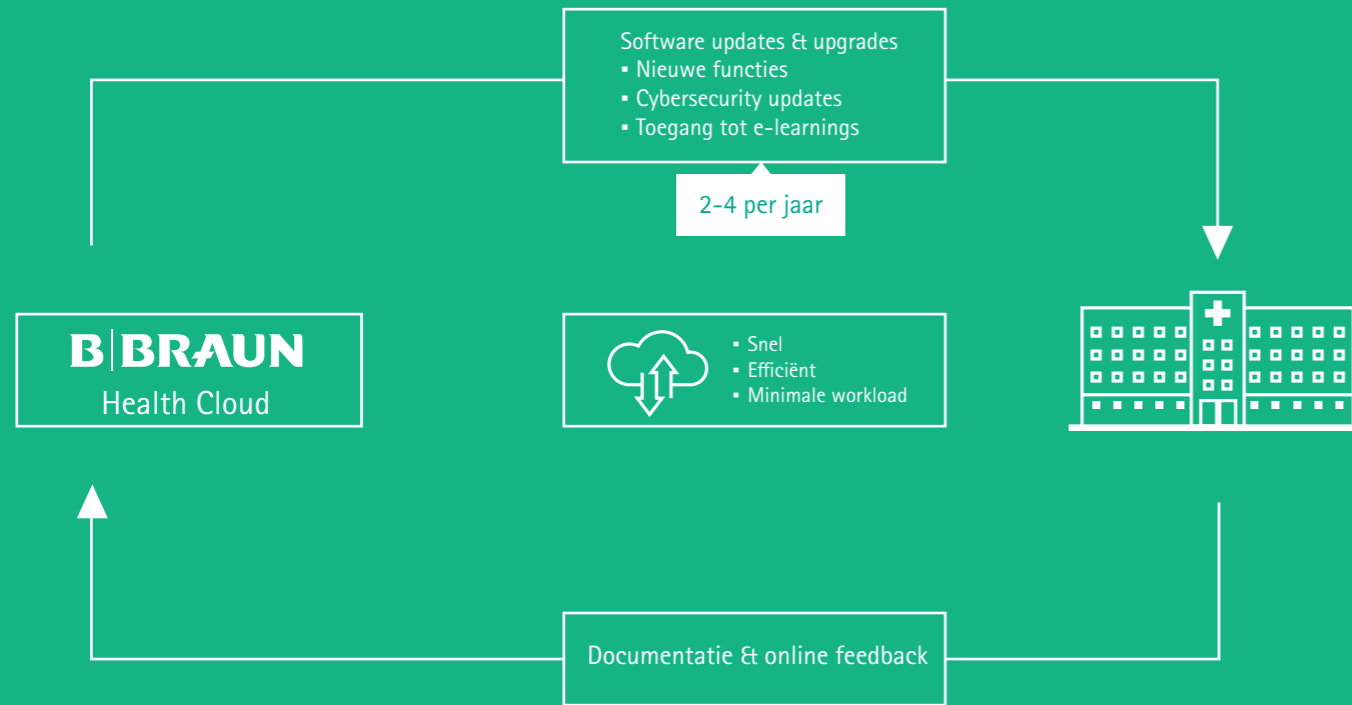 Software updates & upgrades
▪ Nieuwe functies
▪ Cybersecurity updates
▪ Toegang tot e-learnings
2-4 per jaar
B|BRAUN
Health Cloud
▪ Snel
▪ Efficiënt
▪ Minimale workload
Documentatie & online feedback